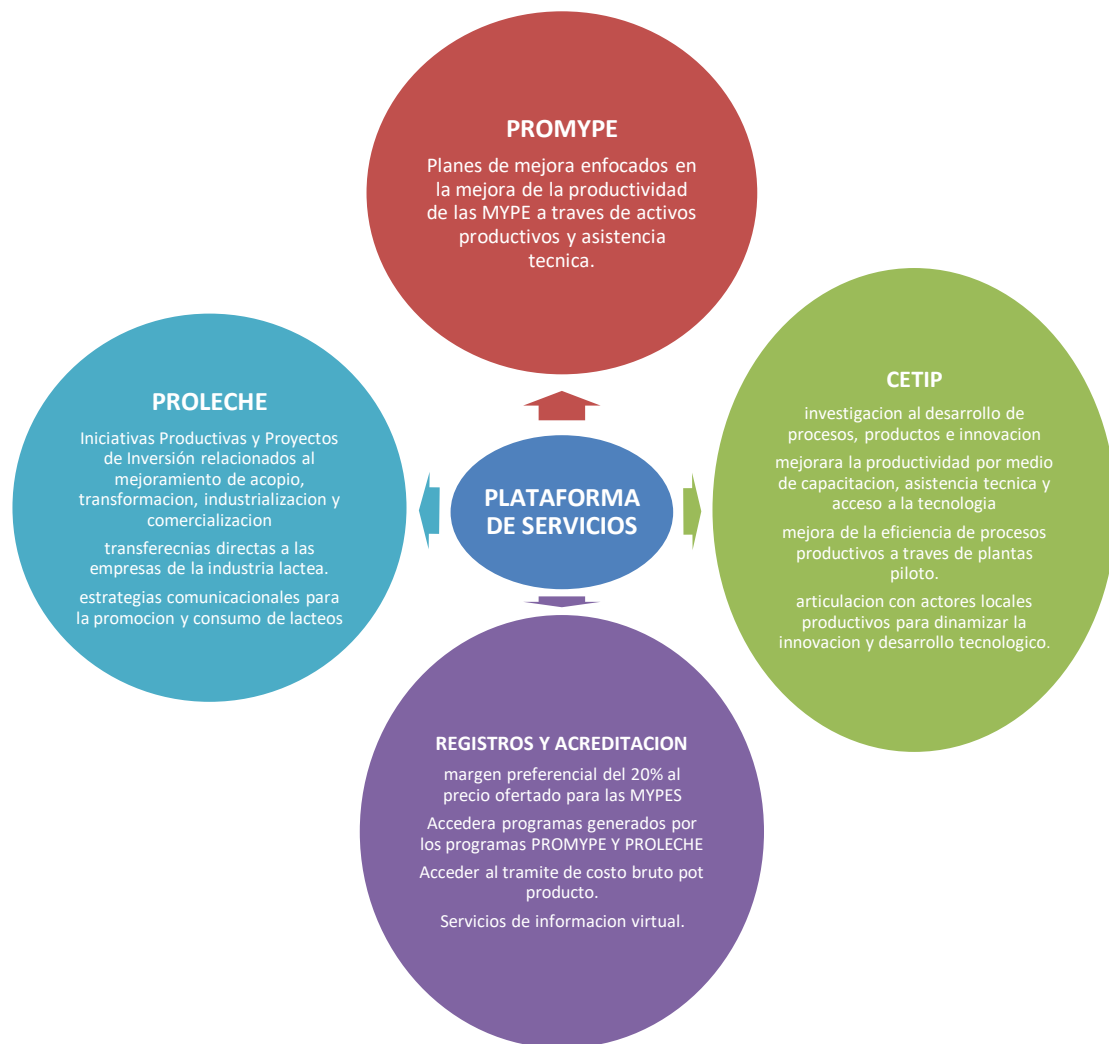 PROMYPE
Planes de mejora enfocados en
la mejora de la productividad
de las MYPE a traves de activos
productivos y asistencia
tecnica.
PROLECHE
Iniciativas Productivas y Proyectos
de Inversión relacionados al
mejoramiento de acopio,
transformacion, industrializacion y
comercializacion
transferecnias directas a las
empresas de la industria lactea.
estrategias comunicacionales para
la promocion y consumo de lacteos
PLATAFORMA
DE SERVICIOS
CETIP
investigacion al desarrollo de
procesos, productos e innovacion
mejorara la productividad por medio
de capacitacion, asistencia tecnica y
acceso a la tecnologia
mejora de la eficiencia de procesos
productivos a traves de plantas
piloto.
articulacion con actores locales
productivos para dinamizar la
innovacion y desarrollo tecnologico.
REGISTROS Y ACREDITACION
margen preferencial del 20% al
precio ofertado para las MYPES
Accedera programas generados por
los programas PROMYPE Y PROLECHE
Acceder al tramite de costo bruto pot
producto.
Servicios de informacion virtual.